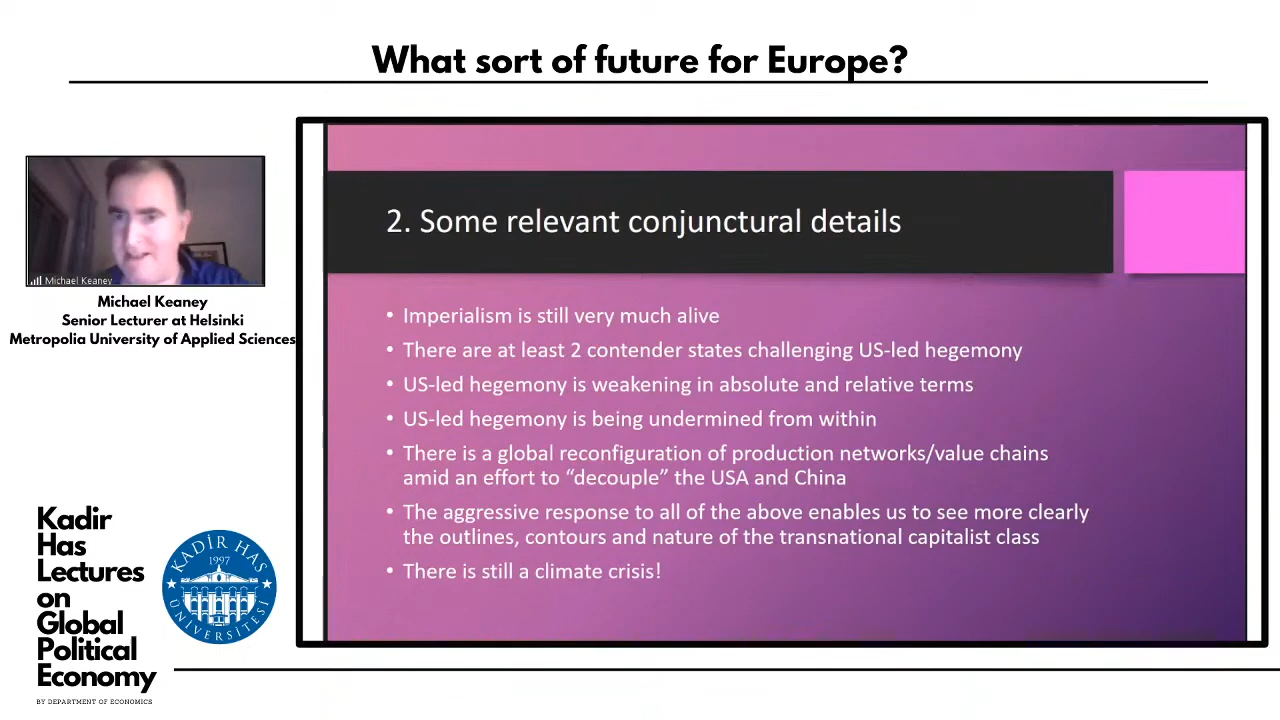 What sort of future for Europe?
Michael Keaney
Michael Keaney
Senior Lecturer at Helsinki
Metropolia University of Applied Sciences
2. Some relevant conjunctural details
• Imperialism is still very much alive
• There are at least 2 contender states challenging US-led hegemony
• US-led hegemony is weakening in absolute and relative terms
• US-led hegemony is being undermined from within
• There is a global reconfiguration of production networks/value chains
amid an effort to “decouple” the USA and China
• The aggressive response to all of the above enables us to see more clearly
the outlines, contours and nature of the transnational capitalist class
• There is still a climate crisis!
Kadir
Has
Lectures
on
Global
Political
Economy
BY DEPARTMENT OF ECONOMICS
KADİR HAS
1997
ÜNİVERSİTESİ